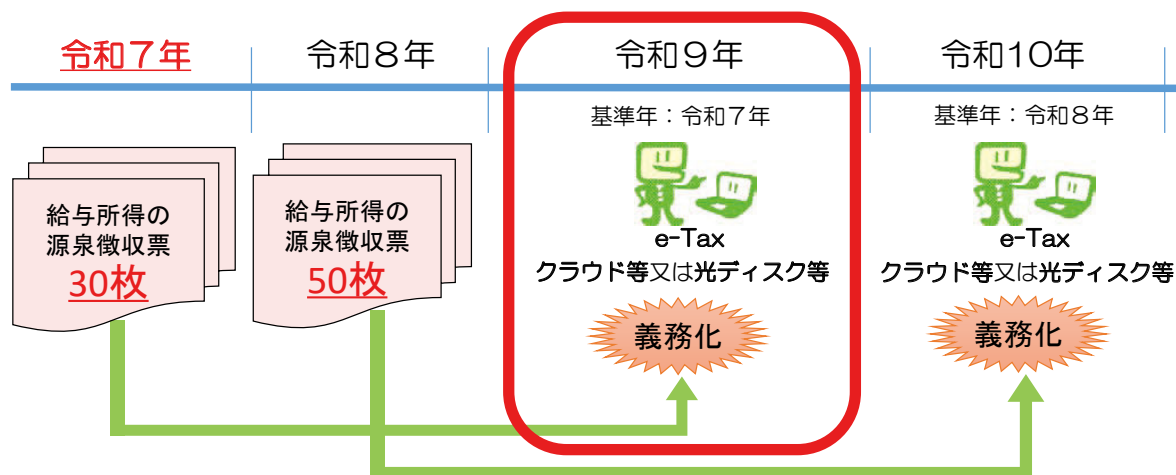 令和7年
令和8年
令和9年
令和10年
基準年：令和7年
基準年：令和8年
給与所得の
源泉徴収票
30枚
給与所得の
源泉徴収票
50枚
e-Tax
クラウド等又は光ディスク等
義務化
e-Tax
クラウド等又は光ディスク等
義務化